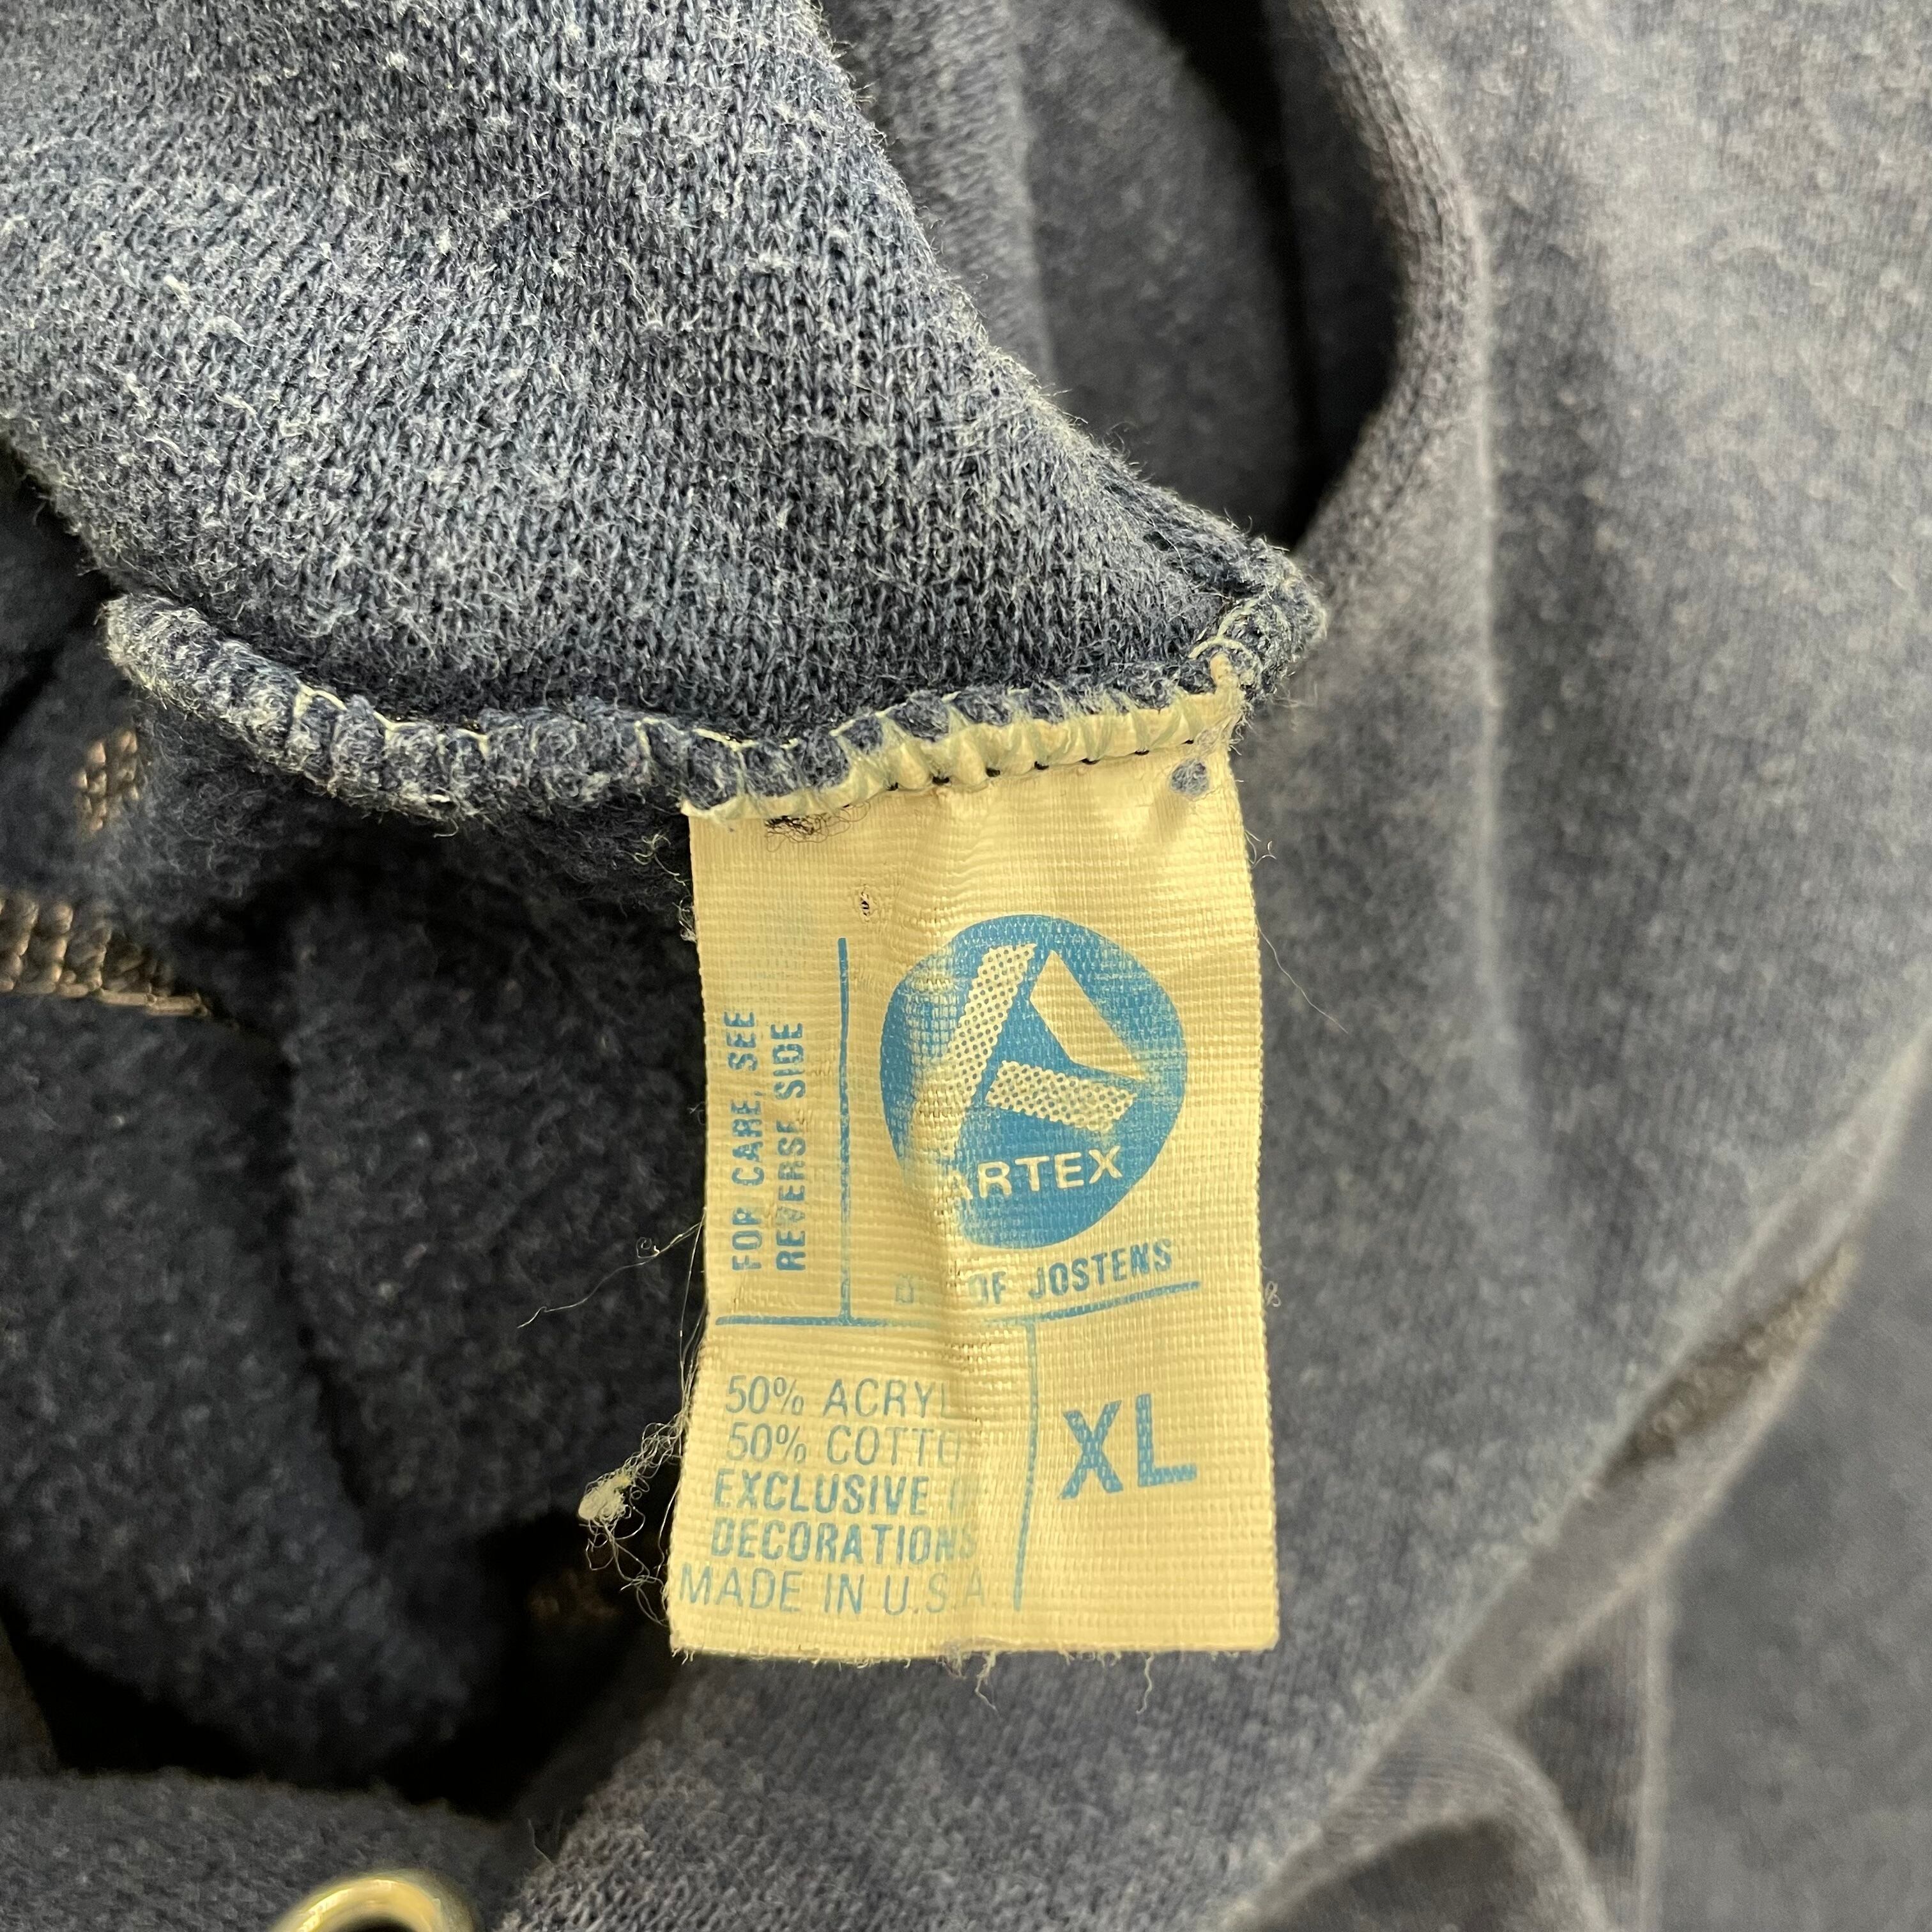 FOR CARE, SEE
REVERSE SIDE
ARTEX
OF JOSTENS
50% ACRYL
50% COTTO
EXCLUSIVE
DECORATIONS
MADE IN U.S.A.
XL